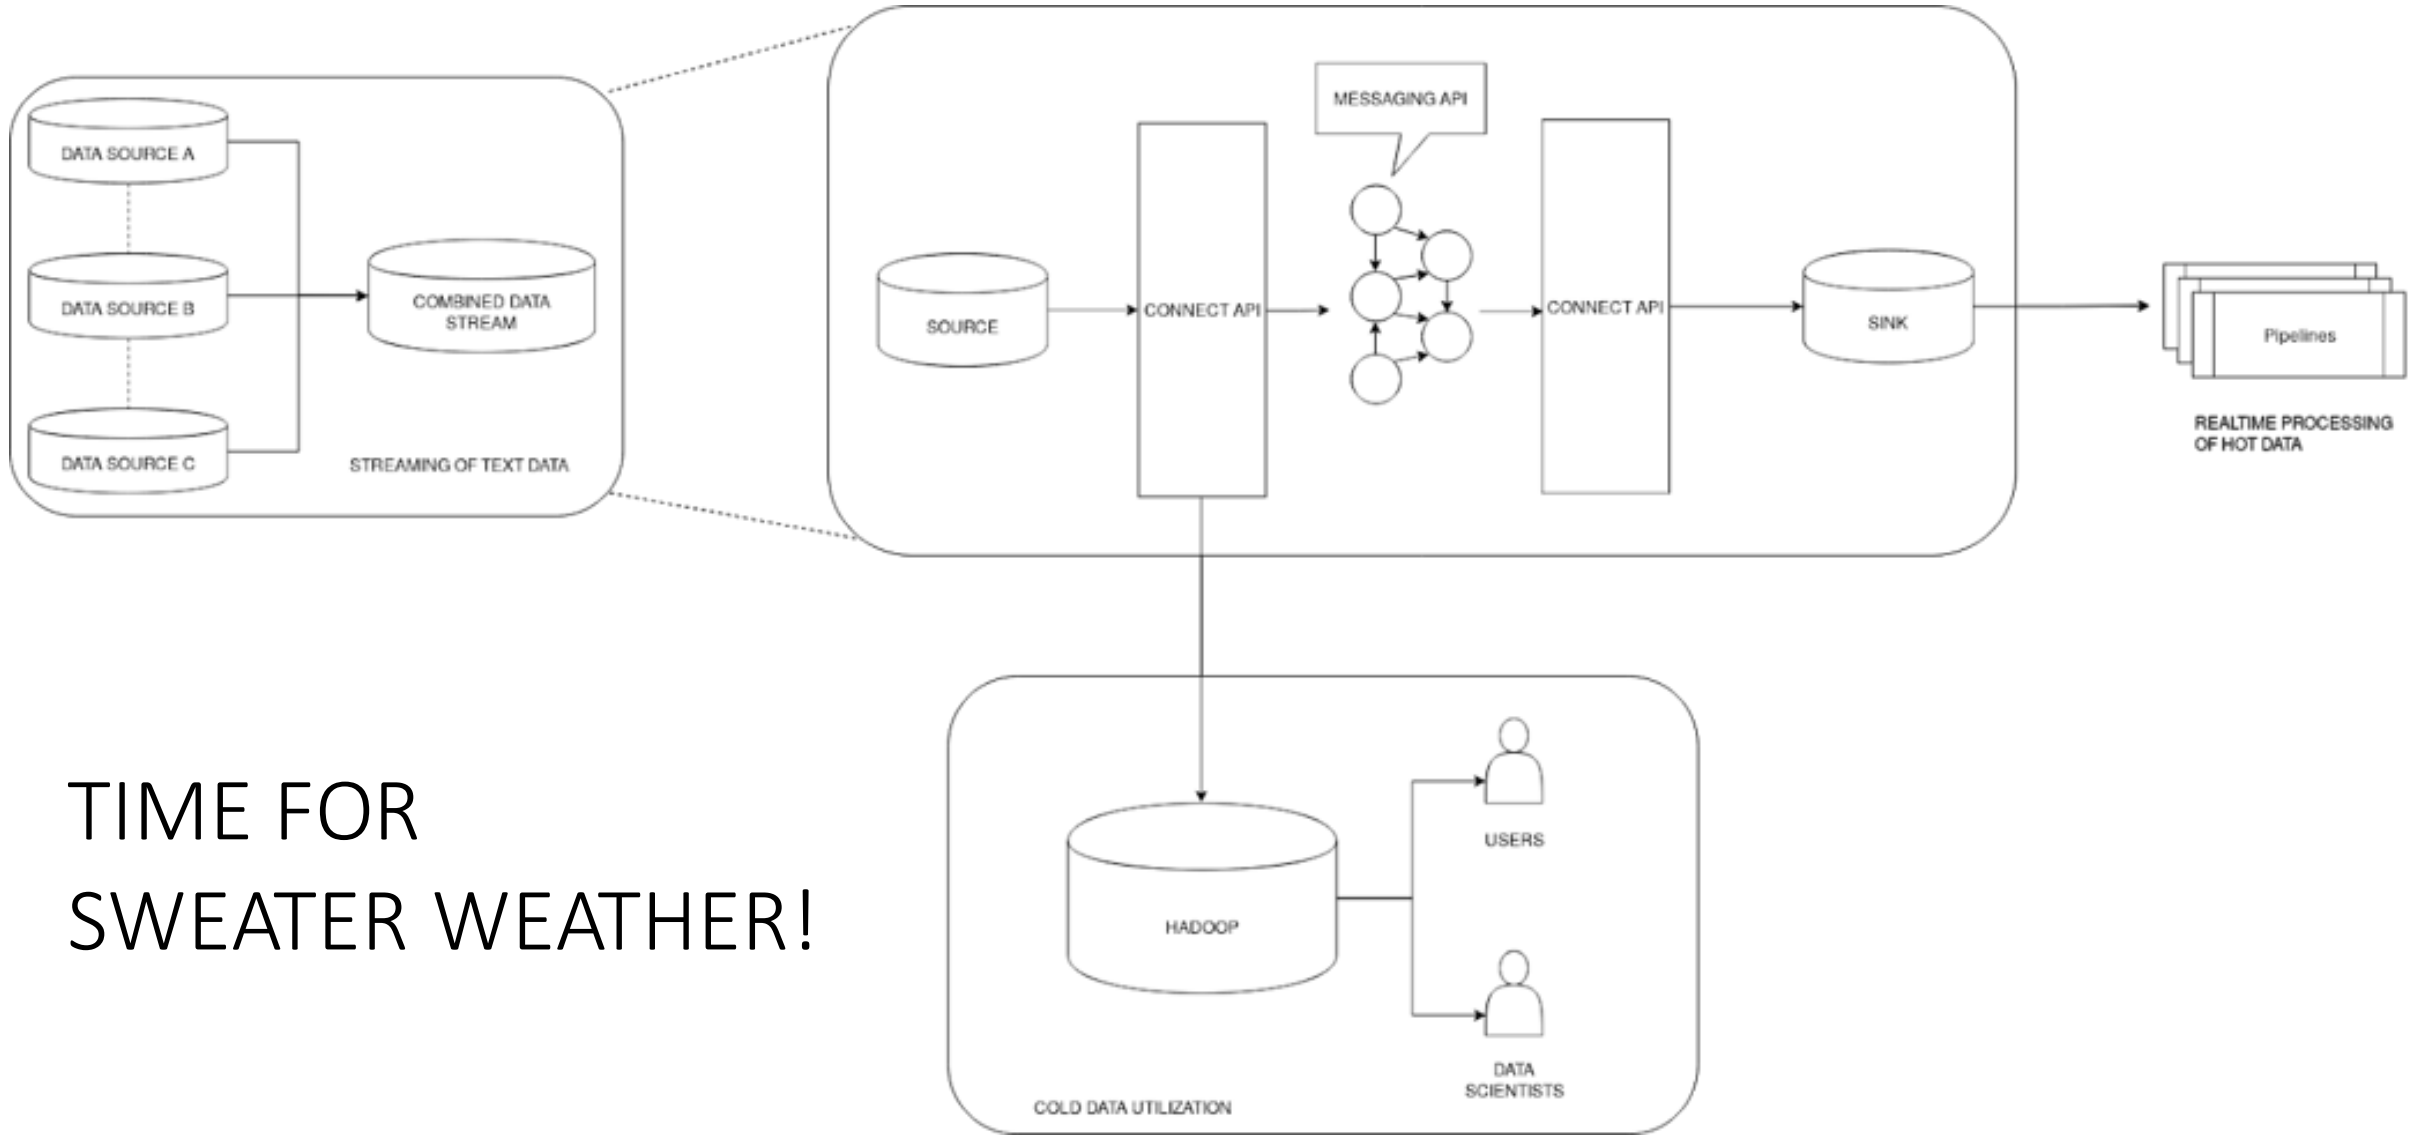 DATA SOURCE A
DATA SOURCE B
DATA SOURCE C
COMBINED DATA
STREAM
STREAMING OF TEXT DATA
MESSAGING API
SOURCE
CONNECT API
CONNECT API
SINK
Pipelines
REALTIME PROCESSING
OF HOT DATA
TIME FOR
SWEATER WEATHER!
HADOOP
USERS
DATA
SCIENTISTS
COLD DATA UTILIZATION